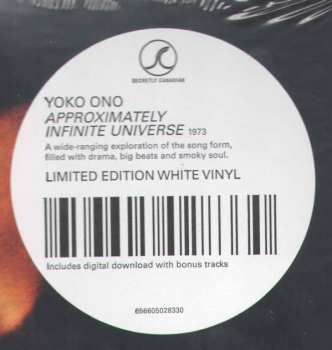 SECRETLY CANADIAN
YOKO ONO
APPROXIMATELY
INFINITE UNIVERSE 1973
A wide-ranging exploration of the song form,
filled with drama, big beats and smoky soul.
LIMITED EDITION WHITE VINYL
Includes digital download with bonus tracks
656605028330